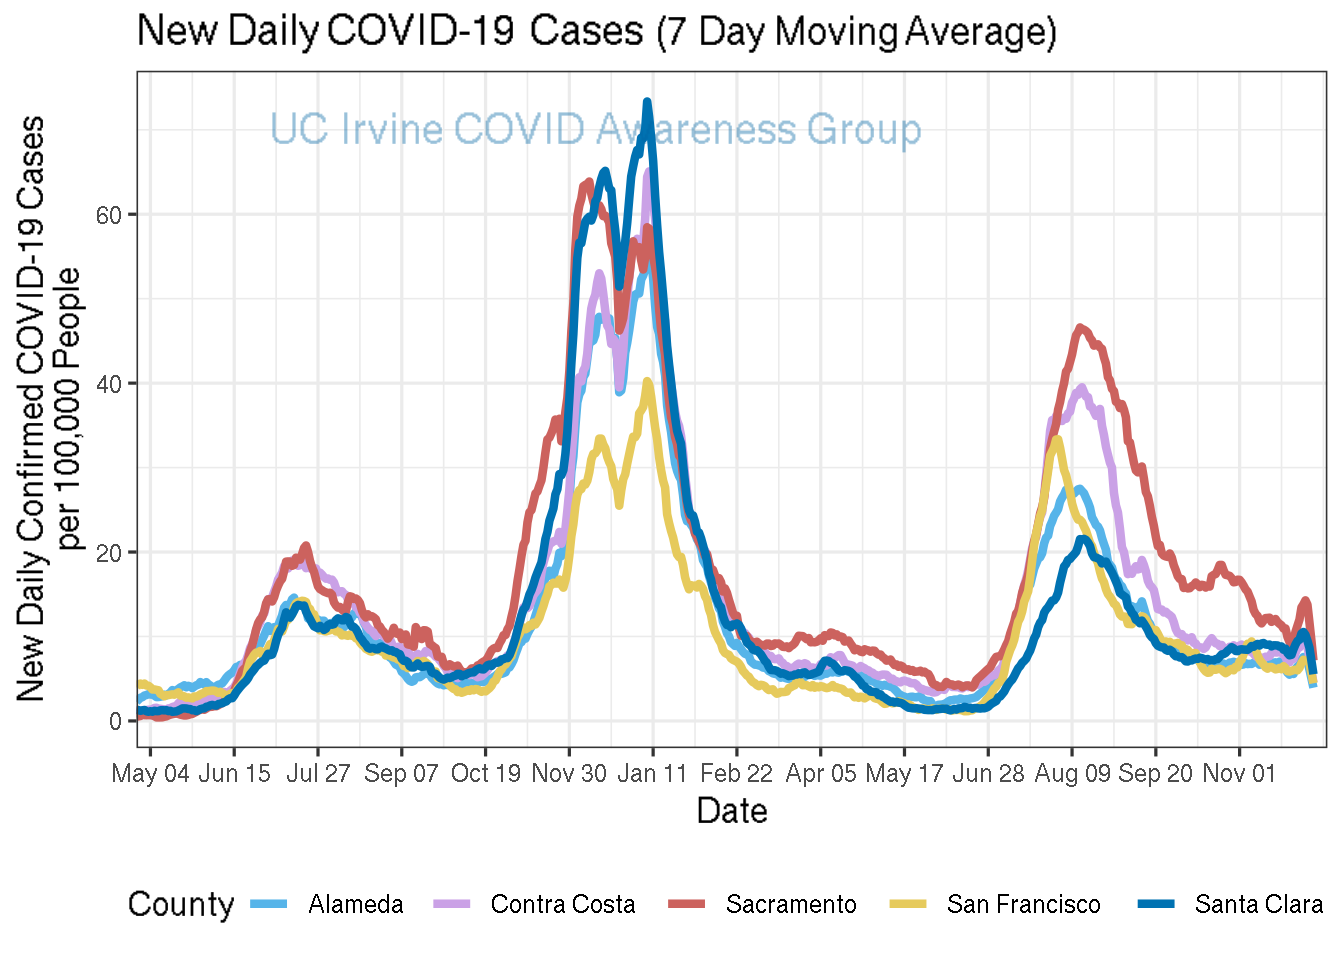 New Daily COVID-19 Cases (7 Day Moving Average)
UC Irvine COVID Awareness Group
New Daily Confirmed COVID-19 Cases
per 100,000 People
60
40
20
0
May 04 Jun 15 Jul 27 Sep 07 Oct 19 Nov 30 Jan 11 Feb 22 Apr 05 May 17 Jun 28 Aug 09 Sep 20 Nov 01
Date
County Alameda Contra Costa Sacramento San Francisco Santa Clara